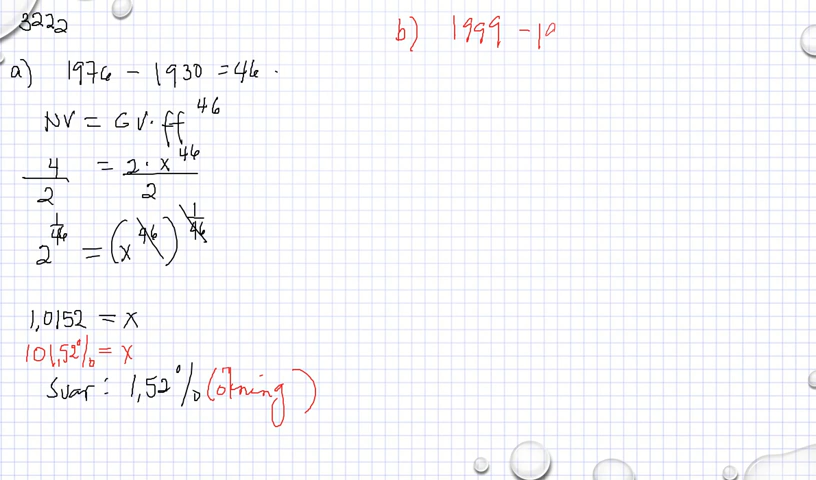 3222
a) 1976 - 1930 = 46.
NV = GV · ff^46
4/2 = 2 · x^46/2
2^1/46 = (x^46)^1/46
1,0152 = x
101,52% = x
Svar: 1,52% (økning)
b) 1999 - 19